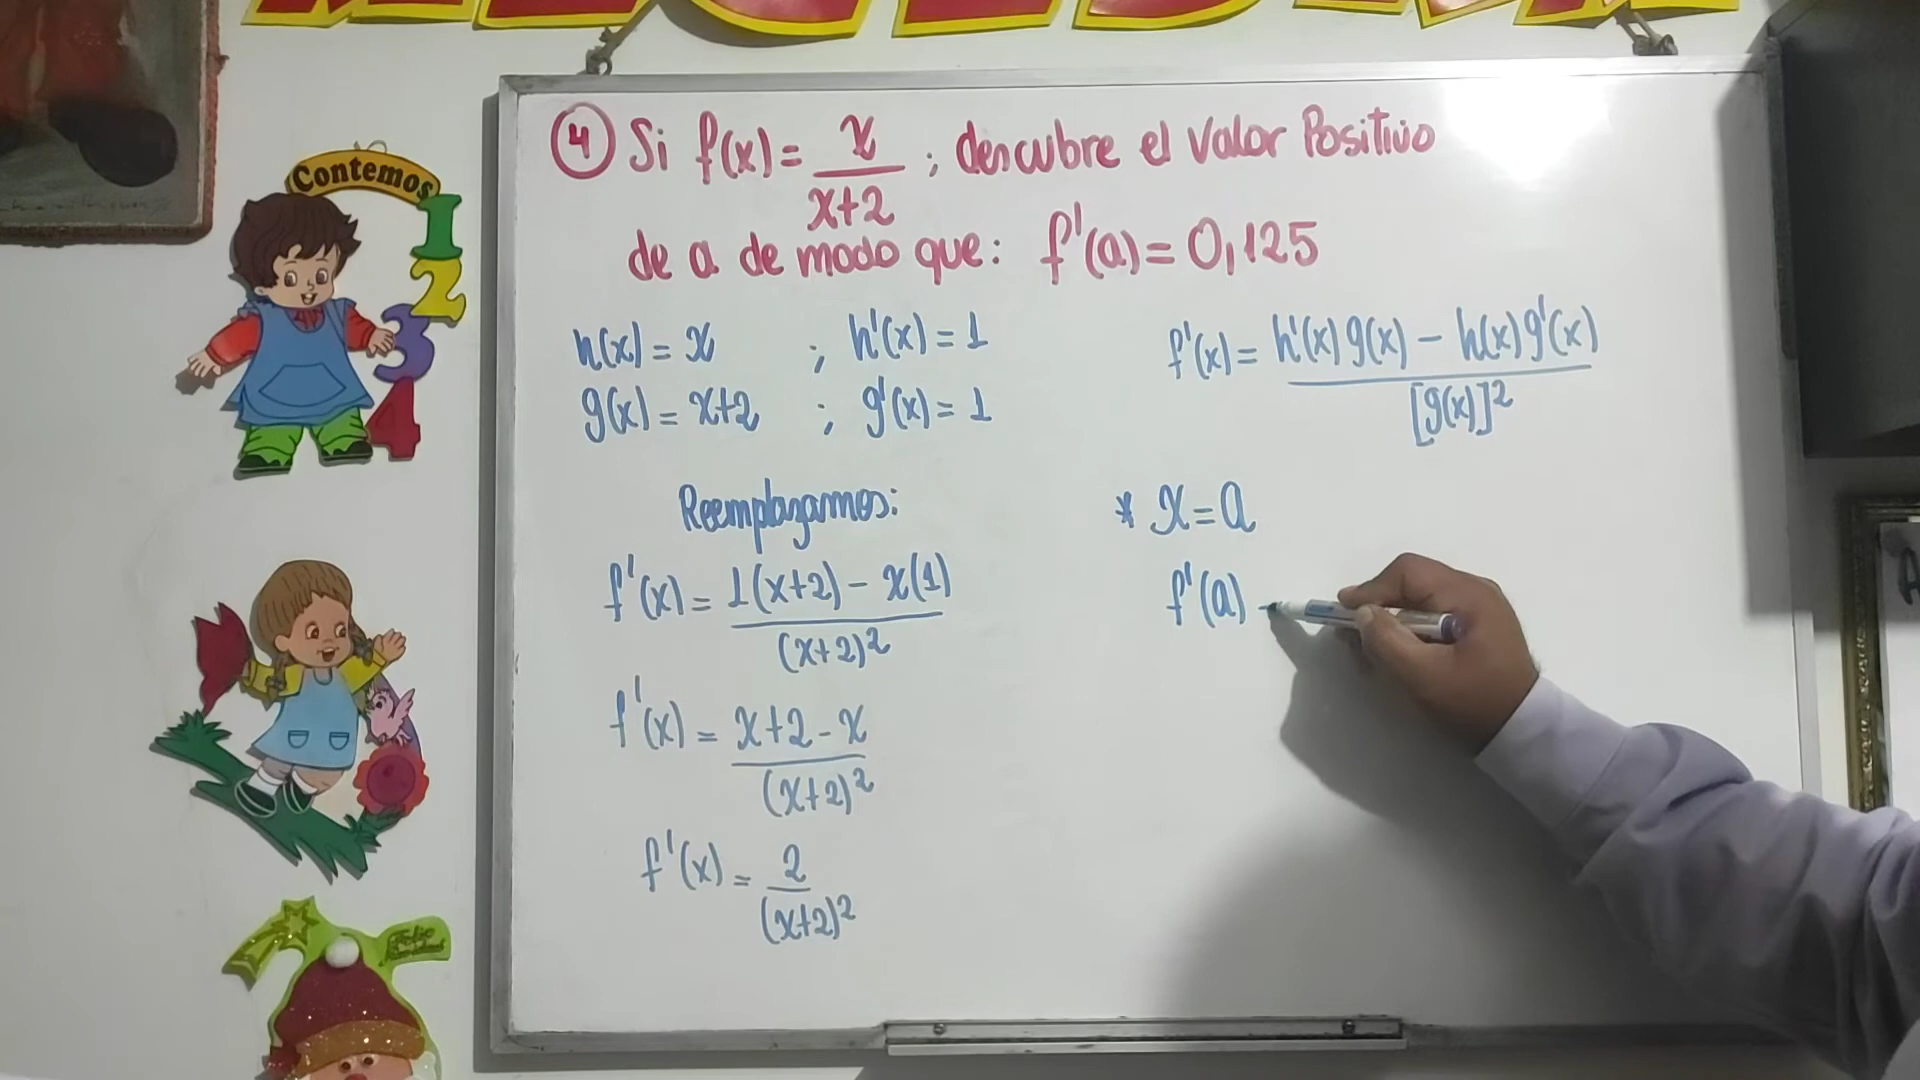 Contemos
1
2
3
4
④ Si f(x) = x/(x+2) ; descubre el valor Positivo
de a de modo que: f'(a) = 0,125
h(x) = x ; h'(x) = 1
g(x) = x+2 ; g'(x) = 1
f'(x) = (h'(x) g(x) - h(x) g'(x))/[g(x)]²
Reemplazamos:
f'(x) = (1(x+2) - x(1))/(x+2)²
f'(x) = (x+2-x)/(x+2)²
f'(x) = 2/(x+2)²
* x = a
f'(a) -